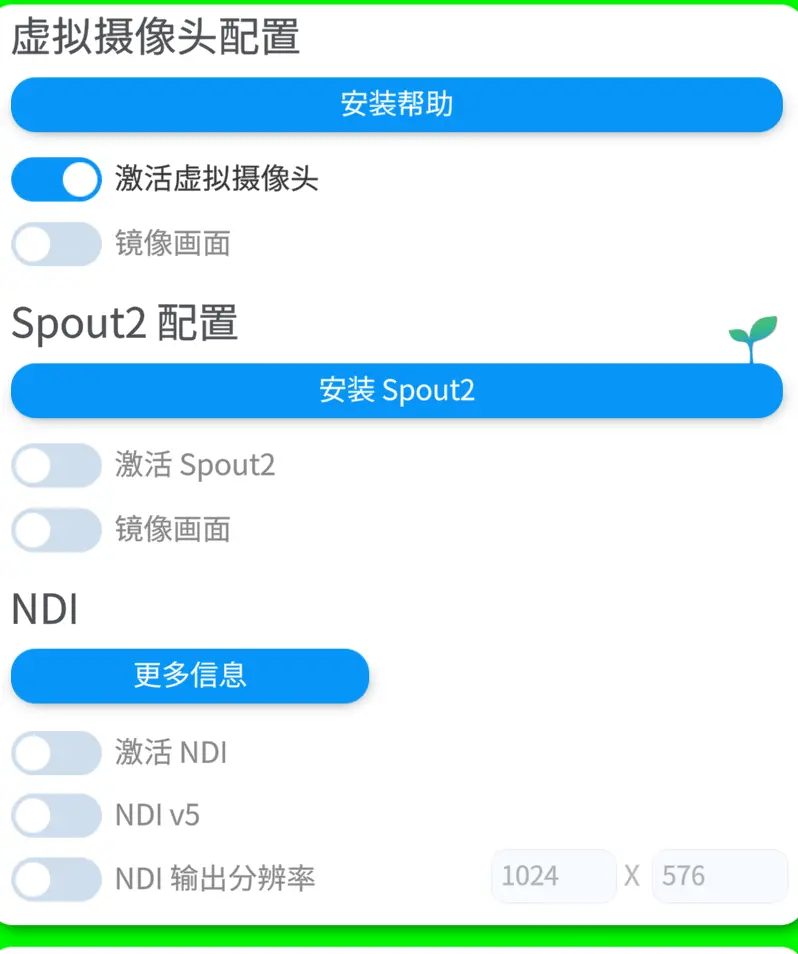 虚拟摄像头配置
安装帮助
激活虚拟摄像头
镜像画面
Spout2 配置
安装 Spout2
激活 Spout2
镜像画面
NDI
更多信息
激活 NDI
NDI v5
NDI 输出分辨率 1024 X 576